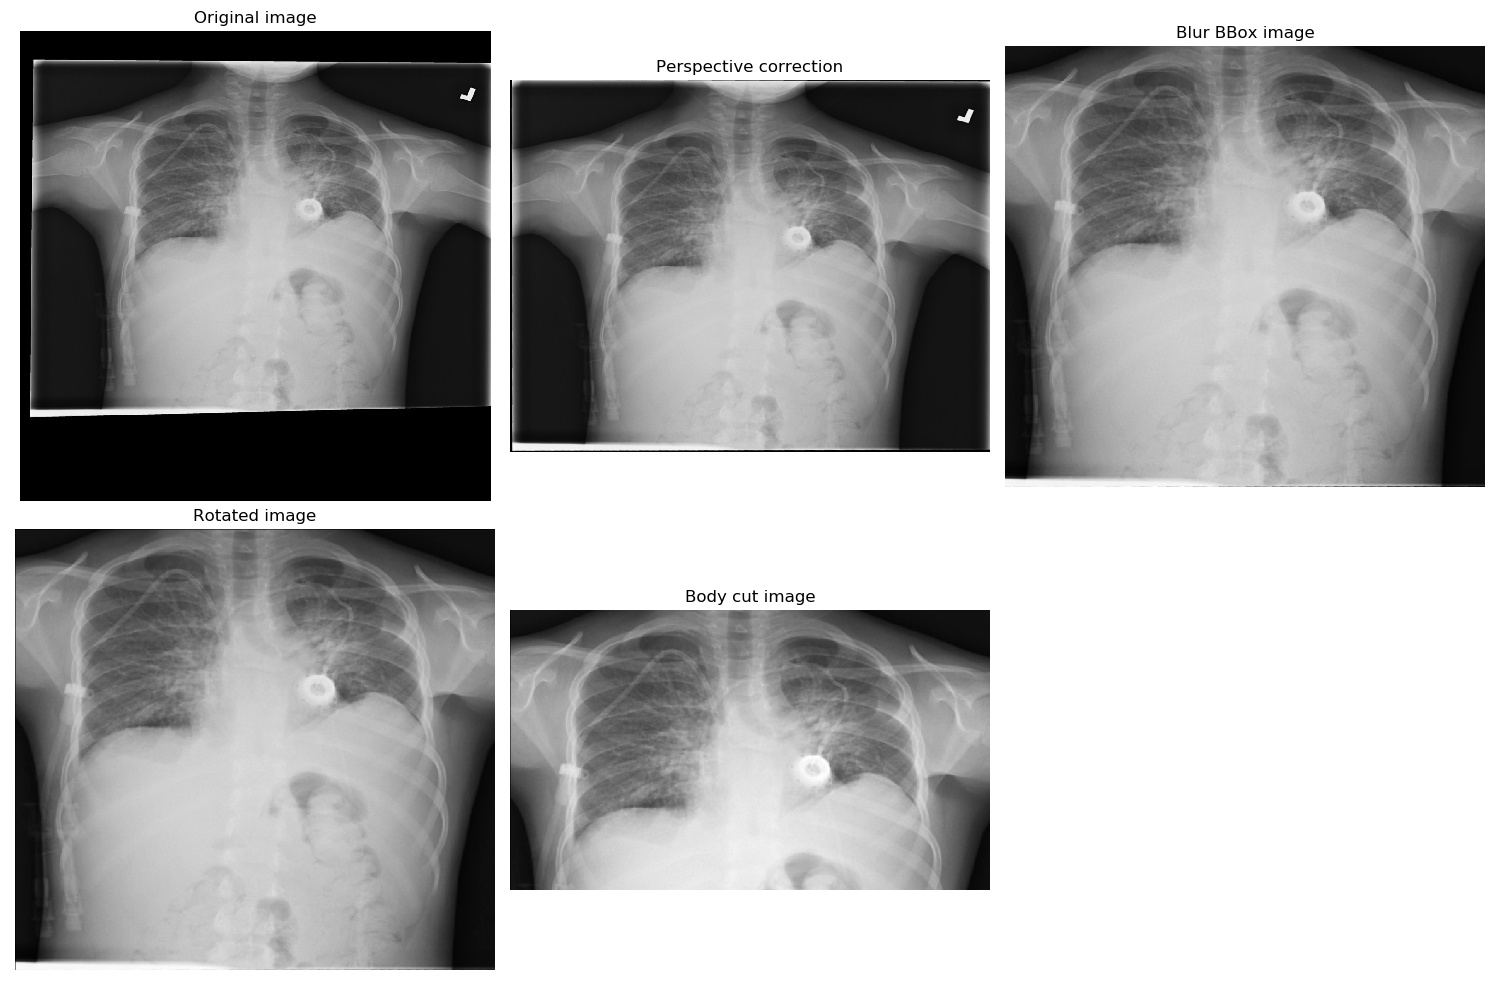 Original image
Perspective correction
Blur BBox image
Rotated image
Body cut image